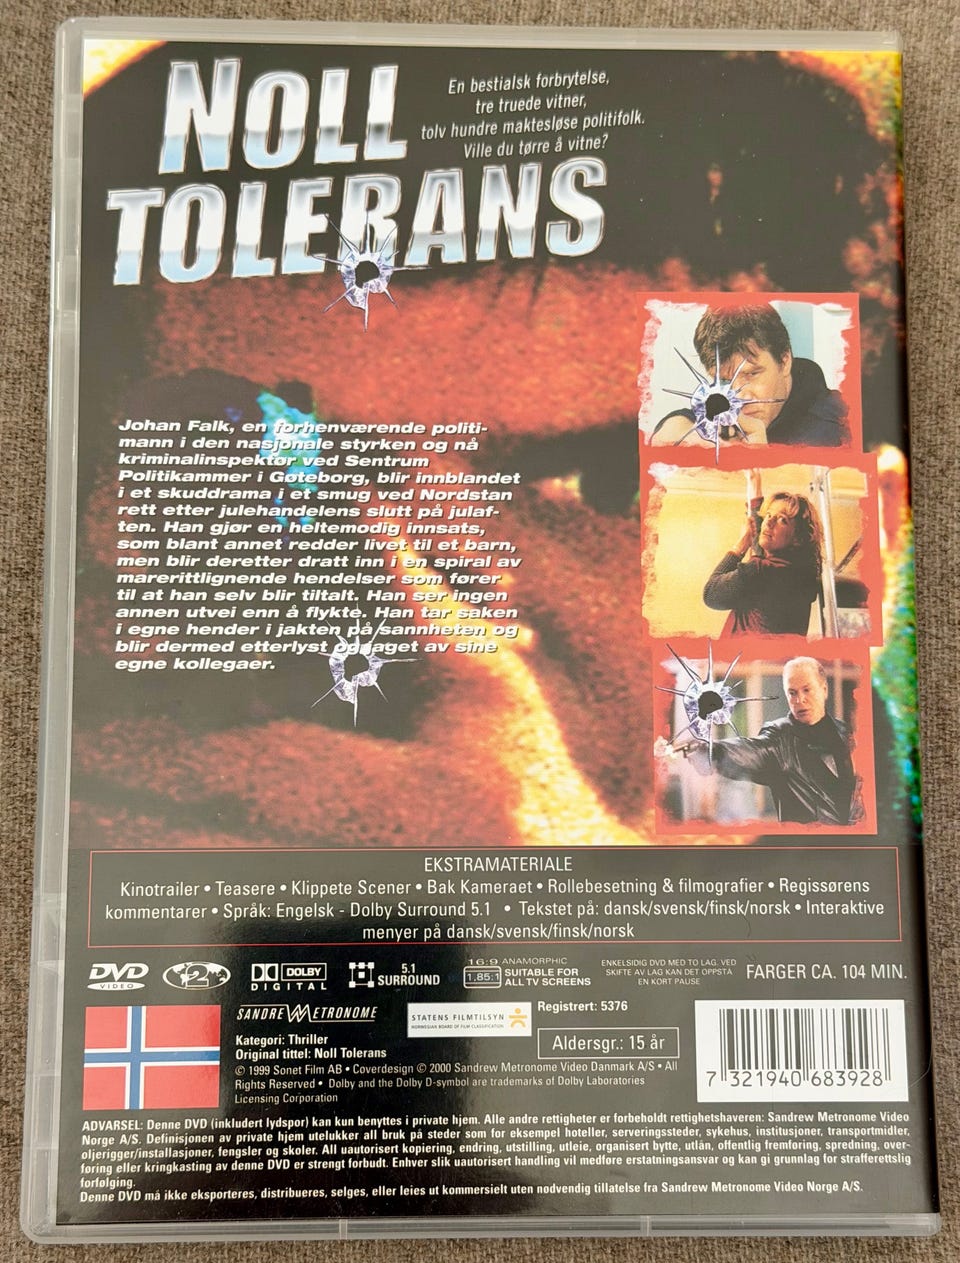 NOLL
TOLERANS
En bestialsk forbrytelse,
tre truede vitner,
tolv hundre maktesløse politifolk.
Ville du tørre å vitne?
Johan Falk, en forhenværende politi-
mann i den nasjonale styrken og nå
kriminalinspektør ved Sentrum
Politikammer i Gøteborg, blir innblandet
i et skuddrama i et smug ved Nordstan
rett etter julehandelens slutt på julaf-
ten. Han gjør en heltemodig innsats,
som blant annet redder livet til et barn,
men blir deretter dratt inn i en spiral av
marerittlignende hendelser som fører
til at han selv blir tiltalt. Han ser ingen
annen utvei enn å flykte. Han tar saken
i egne hender i jakten på sannheten og
blir dermed etterlyst og jaget av sine
egne kollegaer.
EKSTRAMATERIALE
Kinotrailer • Teasere • Klippete Scener • Bak Kameraet • Rollebesetning & filmografier • Regissørens
kommentarer • Språk: Engelsk - Dolby Surround 5.1 • Tekstet på: dansk/svensk/finsk/norsk • Interaktive
menyer på dansk/svensk/finsk/norsk
DVD
VIDEO
2
DOLBY
DIGITAL
5.1
SURROUND
16:9 ANAMORPHIC
1,85:1
SUITABLE FOR
ALL TV SCREENS
ENKELSIDIG DVD MED TO LAG. VED
SKIFTE AV LAG KAN DET OPPSTA
EN KORT PAUSE
FARGER CA. 104 MIN.
SANDREW METRONOME
STATENS FILMTILSYN
NORWEGIAN BOARD OF FILM CLASSIFICATION
Registrert: 5376
Aldersgr.: 15 år
Kategori: Thriller
Original tittel: Noll Tolerans
© 1999 Sonet Film AB • Coverdesign © 2000 Sandrew Metronome Video Danmark A/S • All
Rights Reserved • Dolby and the Dolby D-symbol are trademarks of Dolby Laboratories
Licensing Corporation
7 321940 683928
ADVARSEL: Denne DVD (inkludert lydspor) kan kun benyttes i private hjem. Alle andre rettigheter er forbeholdt rettighetshaveren: Sandrew Metronome Video
Norge A/S. Definisjonen av private hjem utelukker all bruk på steder som for eksempel hoteller, serveringssteder, sykehus, institusjoner, transportmidler,
oljerigger/installasjoner, fengsler og skoler. All uautorisert kopiering, endring, utstilling, utleie, organisert bytte, utlån, offentlig fremføring, spredning, over-
føring eller kringkasting av denne DVD er strengt forbudt. Enhver slik uautorisert handling vil medføre erstatningsansvar og kan gi grunnlag for strafferettslig
forfølging.
Denne DVD må ikke eksporteres, distribueres, selges, eller leies ut kommersielt uten nødvendig tillatelse fra Sandrew Metronome Video Norge A/S.